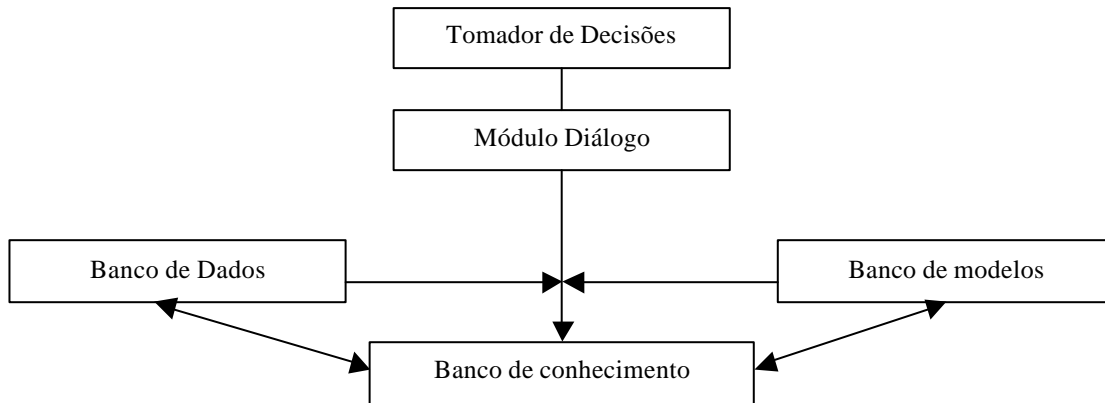 Tomador de Decisões
Módulo Diálogo
Banco de Dados
Banco de modelos
Banco de conhecimento